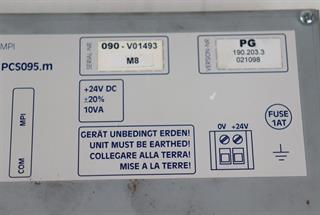 MPI
PCS095.m
SERIAL-NR
090 - V01493
M8
VERSION-NR
PG
190.203.3
021098
+24V DC
±20%
10VA
MPI
COM
GERÄT UNBEDINGT ERDEN!
UNIT MUST BE EARTHED!
COLLEGARE ALLA TERRA!
MISE A LA TERRE!
0V +24V
FUSE
1AT